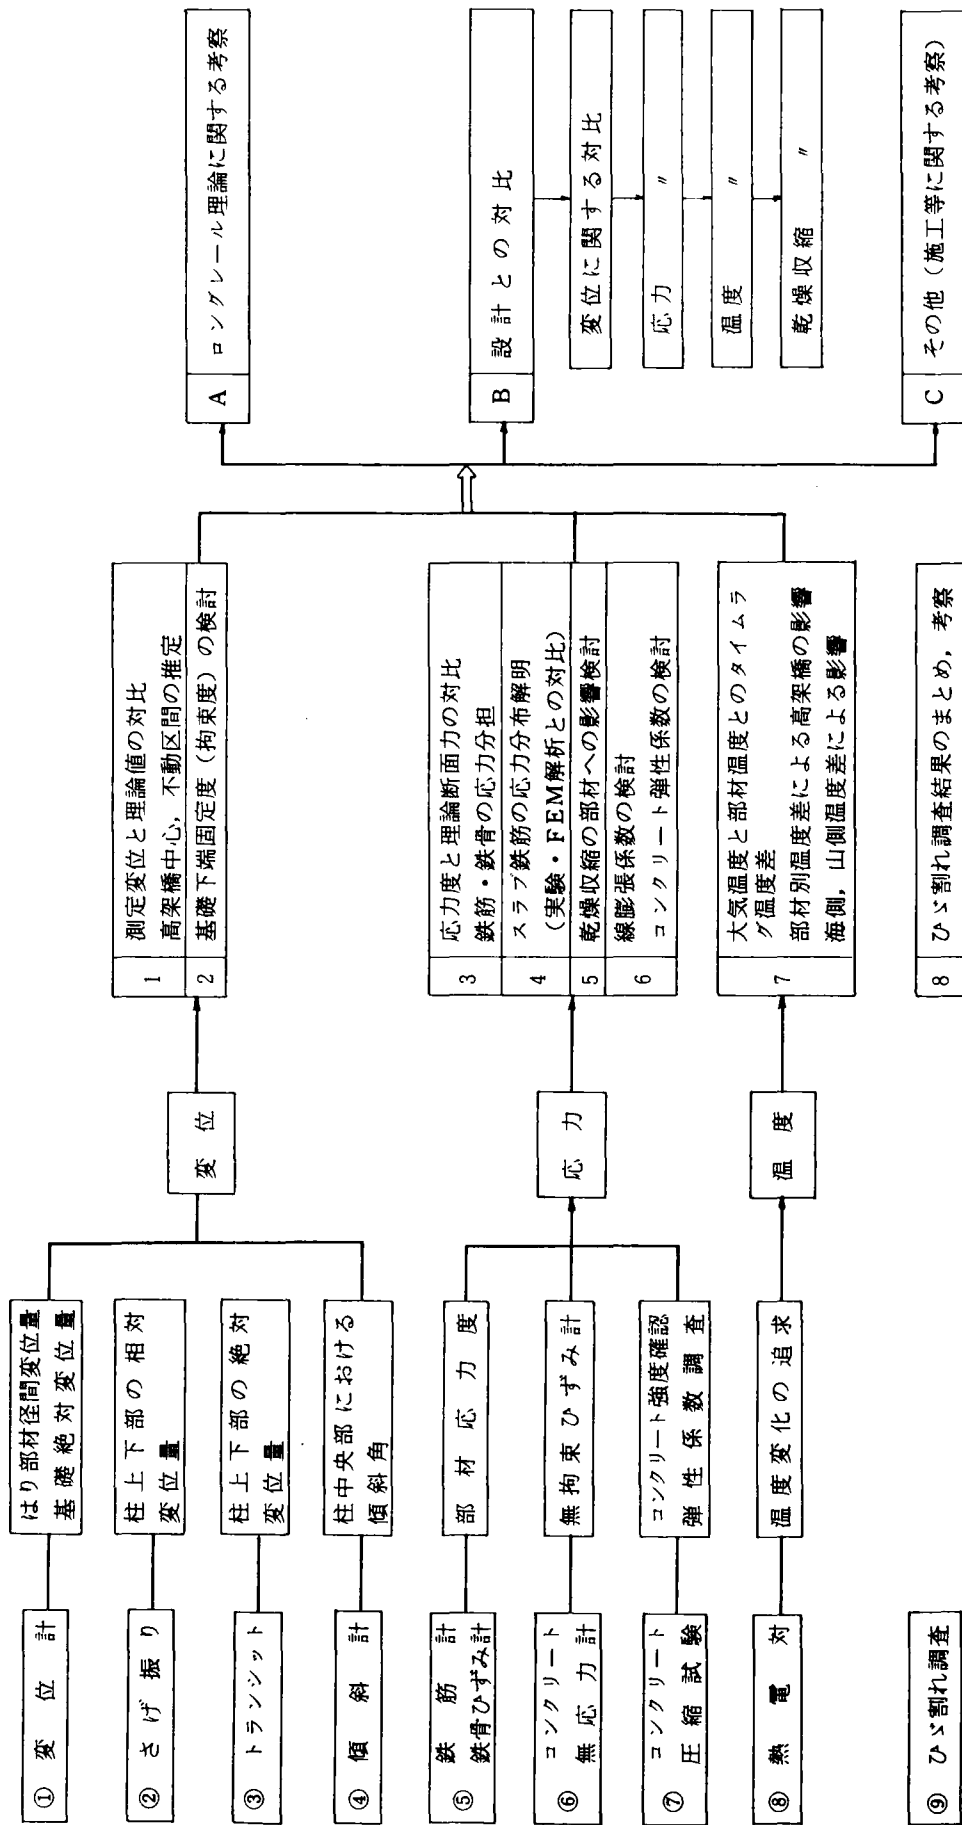 ① 変位計
はり部材径間変位量
基礎絶対変位量
② さげ振り
柱上下部の相対
変位量
③ トランシット
柱上下部の絶対
変位量
④ 傾斜計
柱中央部における
傾斜角
変位
1 測定変位と理論値の対比
高架橋中心，不動区間の推定
2 基礎下端固定度（拘束度）の検討
⑤ 鉄筋計
鉄骨ひずみ計
部材応力度
⑥ コンクリート
無応力計
無拘束ひずみ計
⑦ コンクリート
圧縮試験
コンクリート強度確認
弾性係数調査
応力
3 応力度と理論断面力の対比
鉄筋・鉄骨の応力分担
4 スラブ鉄筋の応力分布解明
（実験・FEM解析との対比）
5 乾燥収縮の部材への影響検討
6 線膨張係数の検討
コンクリート弾性係数の検討
⑧ 熱電対
温度変化の追求
温度
7 大気温度と部材温度とのタイムラ
グ温度差
部材別温度差による高架橋の影響
海側，山側温度差による影響
⑨ ひゞ割れ調査
8 ひゞ割れ調査結果のまとめ，考察
A ロングレール理論に関する考察
B 設計との対比
変位に関する対比
応力 〃
温度 〃
乾燥収縮 〃
C その他（施工等に関する考察）